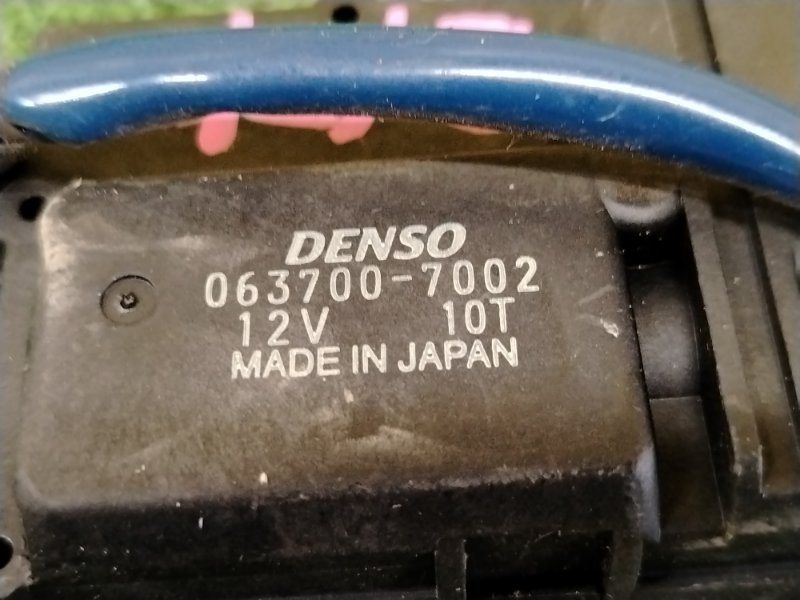 DENSO
063700-7002
12V 10T
MADE IN JAPAN